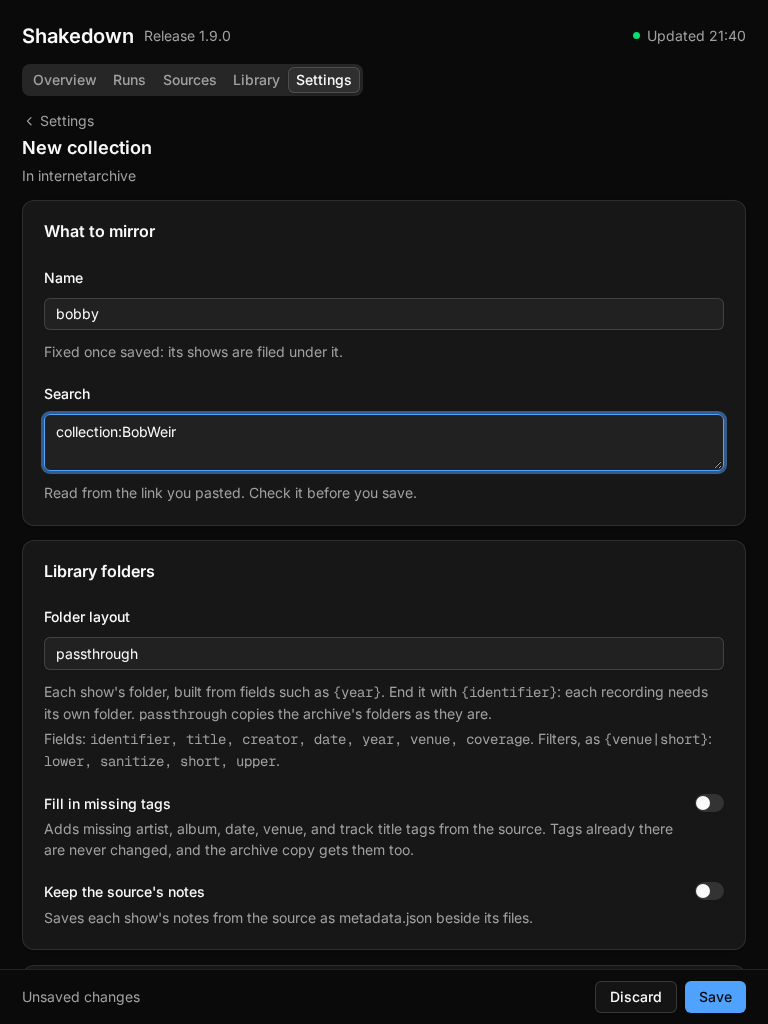 Shakedown Release 1.9.0
Updated 21:40
Overview Runs Sources Library Settings
Settings
New collection
In internetarchive
What to mirror
Name
bobby
Fixed once saved: its shows are filed under it.
Search
collection:BobWeir
Read from the link you pasted. Check it before you save.
Library folders
Folder layout
passthrough
Each show's folder, built from fields such as {year}. End it with {identifier}: each recording needs
its own folder. passthrough copies the archive's folders as they are.
Fields: identifier, title, creator, date, year, venue, coverage. Filters, as {venue|short}:
lower, sanitize, short, upper.
Fill in missing tags
Adds missing artist, album, date, venue, and track title tags from the source. Tags already there
are never changed, and the archive copy gets them too.
Keep the source's notes
Saves each show's notes from the source as metadata.json beside its files.
Unsaved changes
Discard Save